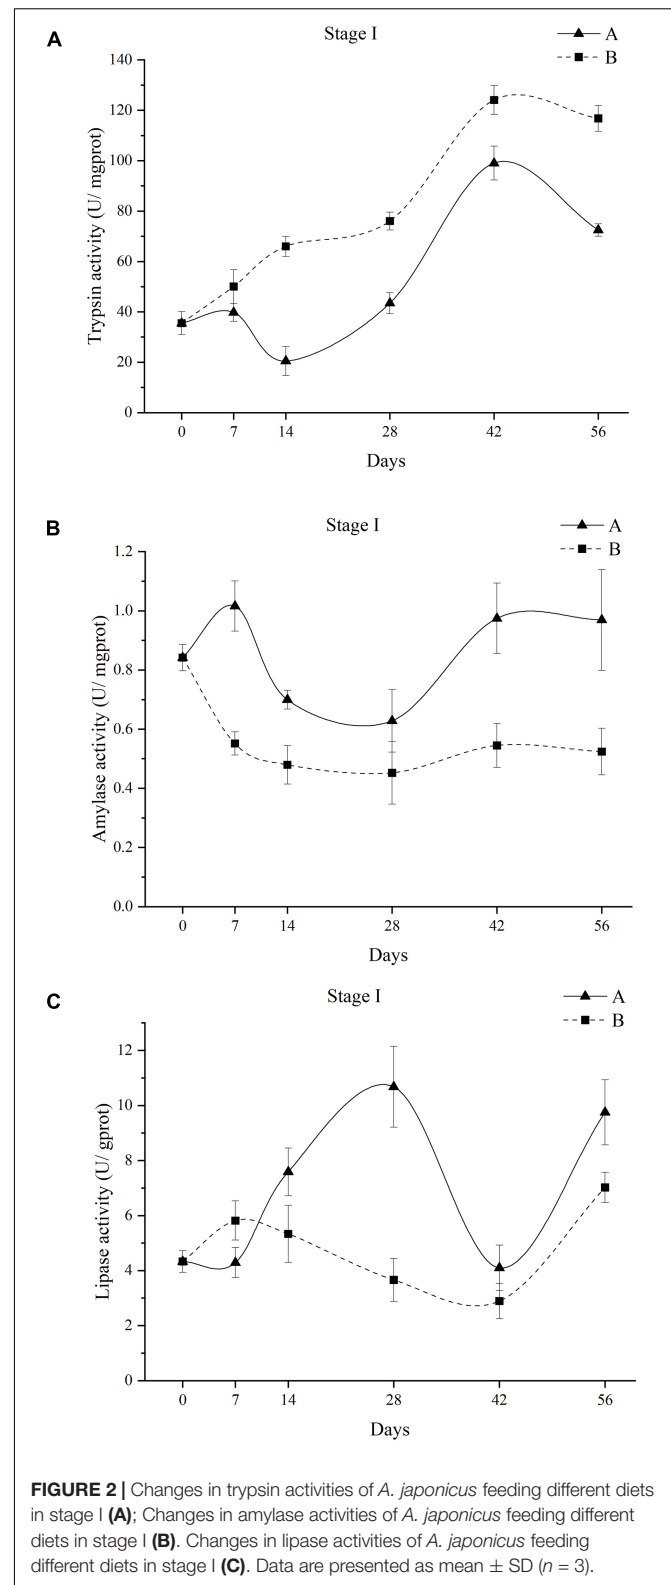 A
Stage I
A
B
140
120
100
80
60
40
20
0
Trypsin activity (U/ mgprot)
0 7 14 28 42 56
Days
B
Stage I
A
B
1.2
1.0
0.8
0.6
0.4
0.2
0.0
Amylase activity (U/ mgprot)
0 7 14 28 42 56
Days
C
Stage I
A
B
12
10
8
6
4
2
0
Lipase activity (U/ gprot)
0 7 14 28 42 56
Days
FIGURE 2 | Changes in trypsin activities of A. japonicus feeding different diets
in stage I (A); Changes in amylase activities of A. japonicus feeding different
diets in stage I (B). Changes in lipase activities of A. japonicus feeding
different diets in stage I (C). Data are presented as mean ± SD (n = 3).